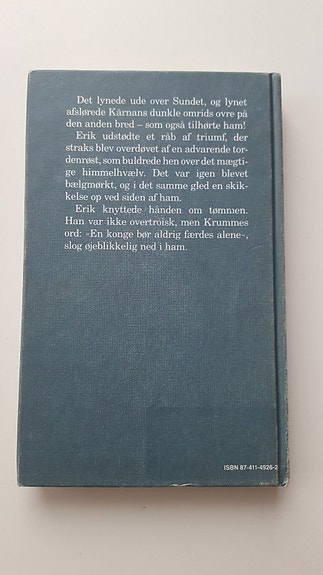 Det lynede ude over Sundet, og lynet
afslørede Kärnans dunkle omrids ovre på
den anden bred – som også tilhørte ham!
Erik udstødte et råb af triumf, der
straks blev overdøvet af en advarende tor-
denrøst, som buldrede hen over det mægti-
ge himmelhvælv. Det var igen blevet
bælgmørkt, og i det samme gled en skik-
kelse op ved siden af ham.
Erik knyttede hånden om tømmen.
Han var ikke overtroisk, men Krummes
ord: »En konge bør aldrig færdes alene«,
slog øjeblikkelig ned i ham.
ISBN 87-411-4926-2